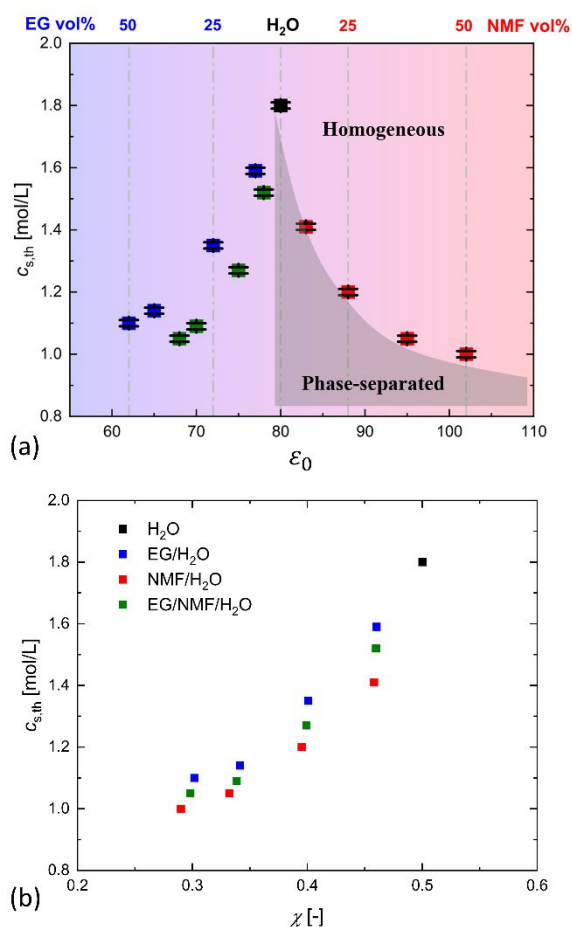 EG vol% 50 25 H₂O 25 50 NMF vol%
2.0
1.8
1.6
1.4
1.2
1.0
0.8
c_s,th [mol/L]
Homogeneous
Phase-separated
60 70 80 90 100 110
ε₀
(a)
2.0
1.8
1.6
1.4
1.2
1.0
0.8
c_s,th [mol/L]
H₂O
EG/H₂O
NMF/H₂O
EG/NMF/H₂O
0.2 0.3 0.4 0.5 0.6
χ [-]
(b)